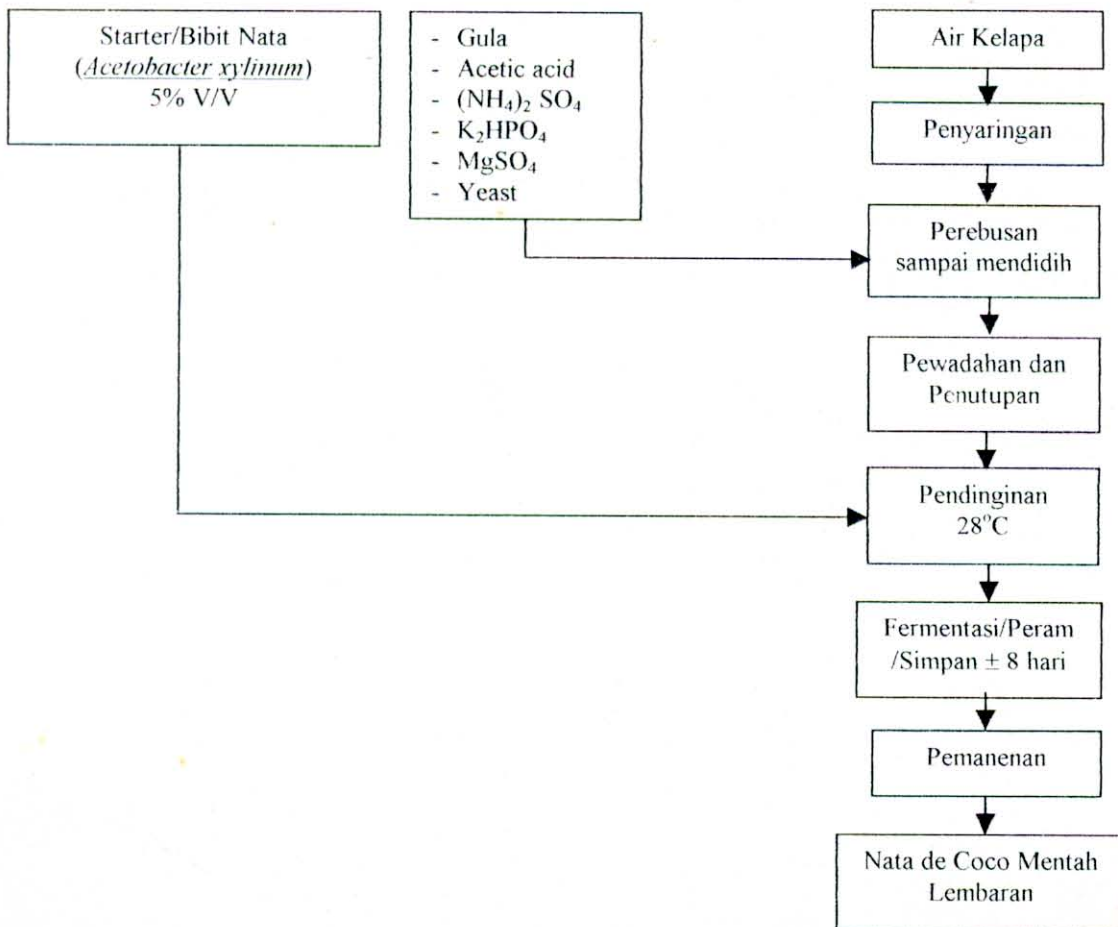 Starter/Bibit Nata
(Acetobacter xylinum)
5% V/V
- Gula
- Acetic acid
- (NH₄)₂ SO₄
- K₂HPO₄
- MgSO₄
- Yeast
Air Kelapa
Penyaringan
Perebusan
sampai mendidih
Pewadahan dan
Penutupan
Pendinginan
28°C
Fermentasi/Peram
/Simpan ± 8 hari
Pemanenan
Nata de Coco Mentah
Lembaran